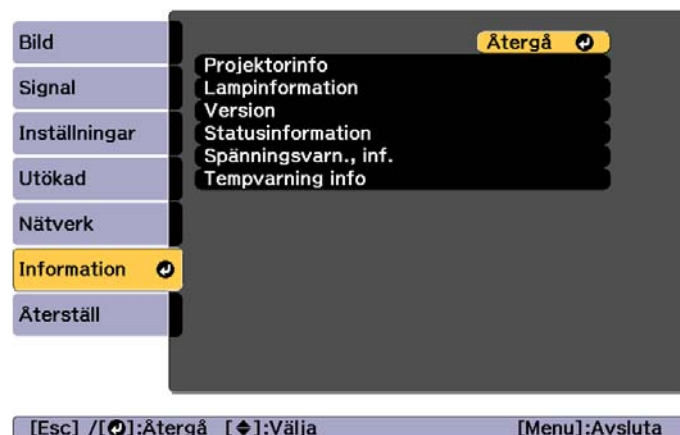 Bild
Signal
Inställningar
Utökad
Nätverk
Information
Återställ
Återgå
Projektorinfo
Lampinformation
Version
Statusinformation
Spänningsvarn., inf.
Tempvarning info
[Esc] /[]:Återgå [ ]:Välja [Menu]:Avsluta